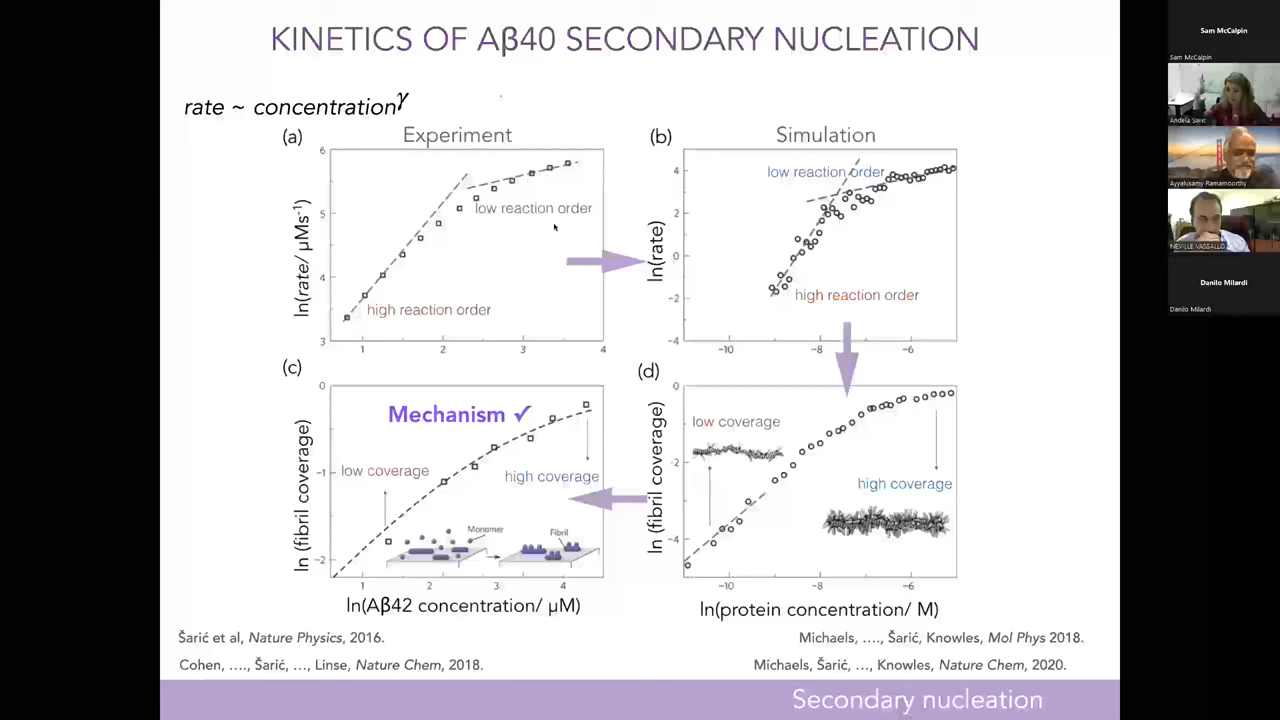 KINETICS OF Aβ40 SECONDARY NUCLEATION
rate ~ concentrationγ
(a)
Experiment
ln(rate/ μMs-1)
6
5
4
3
1
2
3
4
low reaction order
high reaction order
(b)
Simulation
ln(rate)
4
2
0
−2
−4
−10
−8
−6
low reaction order
high reaction order
(c)
Mechanism ✓
ln (fibril coverage)
0
−1
−2
low coverage
high coverage
Monomer
Fibril
1
2
3
4
ln(Aβ42 concentration/ μM)
(d)
ln (fibril coverage)
0
−2
−4
low coverage
high coverage
−10
−8
−6
ln(protein concentration/ M)
Šarić et al, Nature Physics, 2016.
Cohen, …., Šarić, …, Linse, Nature Chem, 2018.
Michaels, …., Šarić, Knowles, Mol Phys 2018.
Michaels, Šarić, …, Knowles, Nature Chem, 2020.
Secondary nucleation
Sam McCalpin
Sam McCalpin
Andela Saric
Ayyalusamy Ramamoorthy
NEVILLE VASSALLO
Danilo Milardi
Danilo Milardi